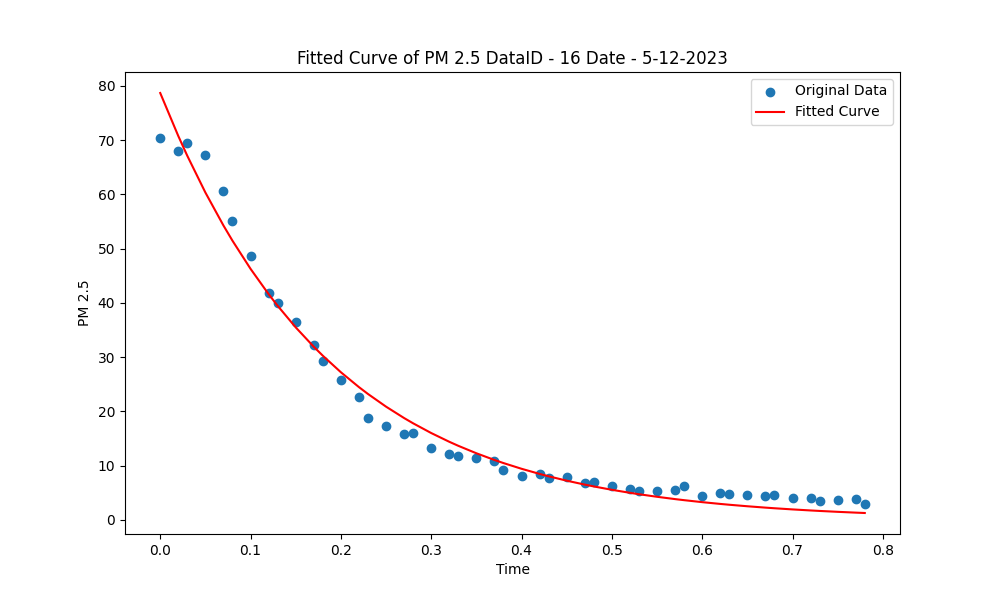 Fitted Curve of PM 2.5 DataID - 16 Date - 5-12-2023
Original Data
Fitted Curve
PM 2.5
80
70
60
50
40
30
20
10
0
0.0 0.1 0.2 0.3 0.4 0.5 0.6 0.7 0.8
Time